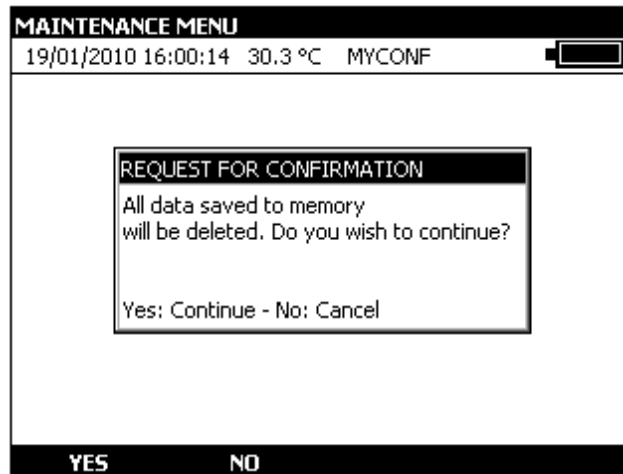 MAINTENANCE MENU
19/01/2010 16:00:14 30.3 °C MYCONF
REQUEST FOR CONFIRMATION
All data saved to memory
will be deleted. Do you wish to continue?
Yes: Continue - No: Cancel
YES NO